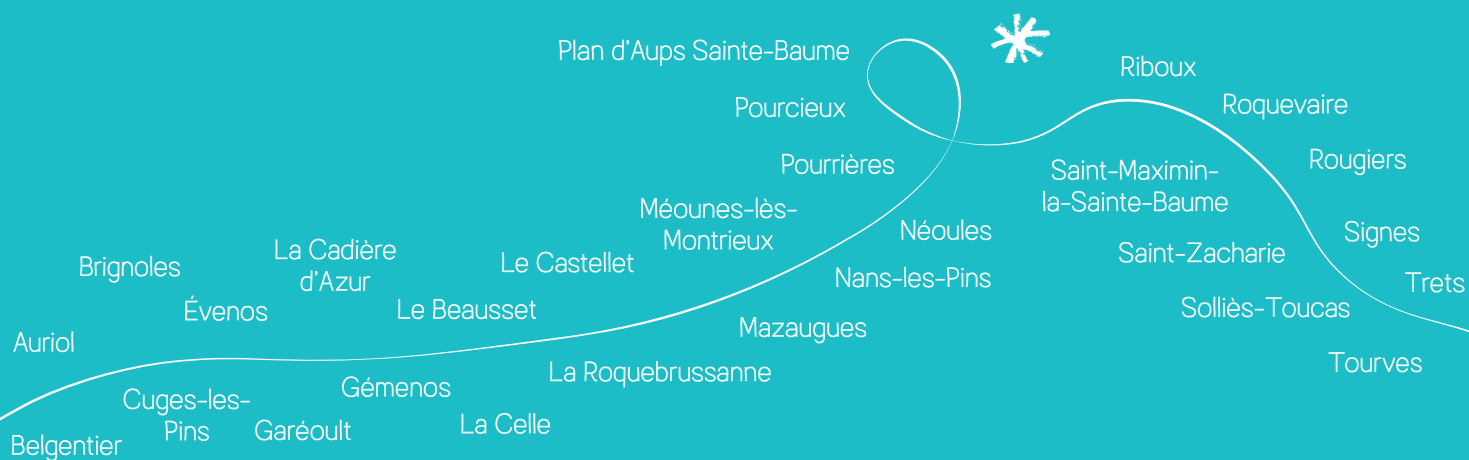 Plan d'Aups Sainte-Baume
Pourcieux
Pourrières
Méounes-lès-
Montrieux
Riboux
Roquevaire
Rougiers
Saint-Maximin-
la-Sainte-Baume
Néoules
Signes
Saint-Zacharie
Brignoles
La Cadière
d'Azur
Le Castellet
Nans-les-Pins
Trets
Évenos
Le Beausset
Solliès-Toucas
Auriol
Mazaugues
Tourves
La Roquebrussanne
Gémenos
Cuges-les-
Pins
Garéoult
La Celle
Belgentier